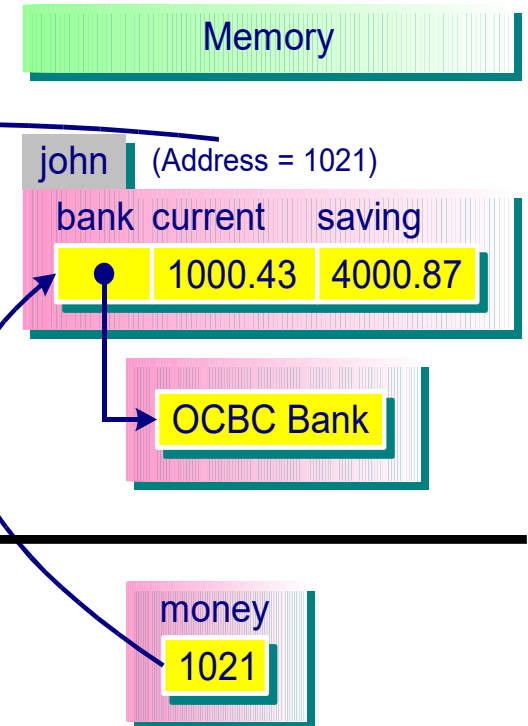 Memory
john (Address = 1021)
bank current saving
1000.43 4000.87
OCBC Bank
money
1021